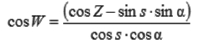 cos W = (cos Z – sin s · sin α) / cos s · cos α